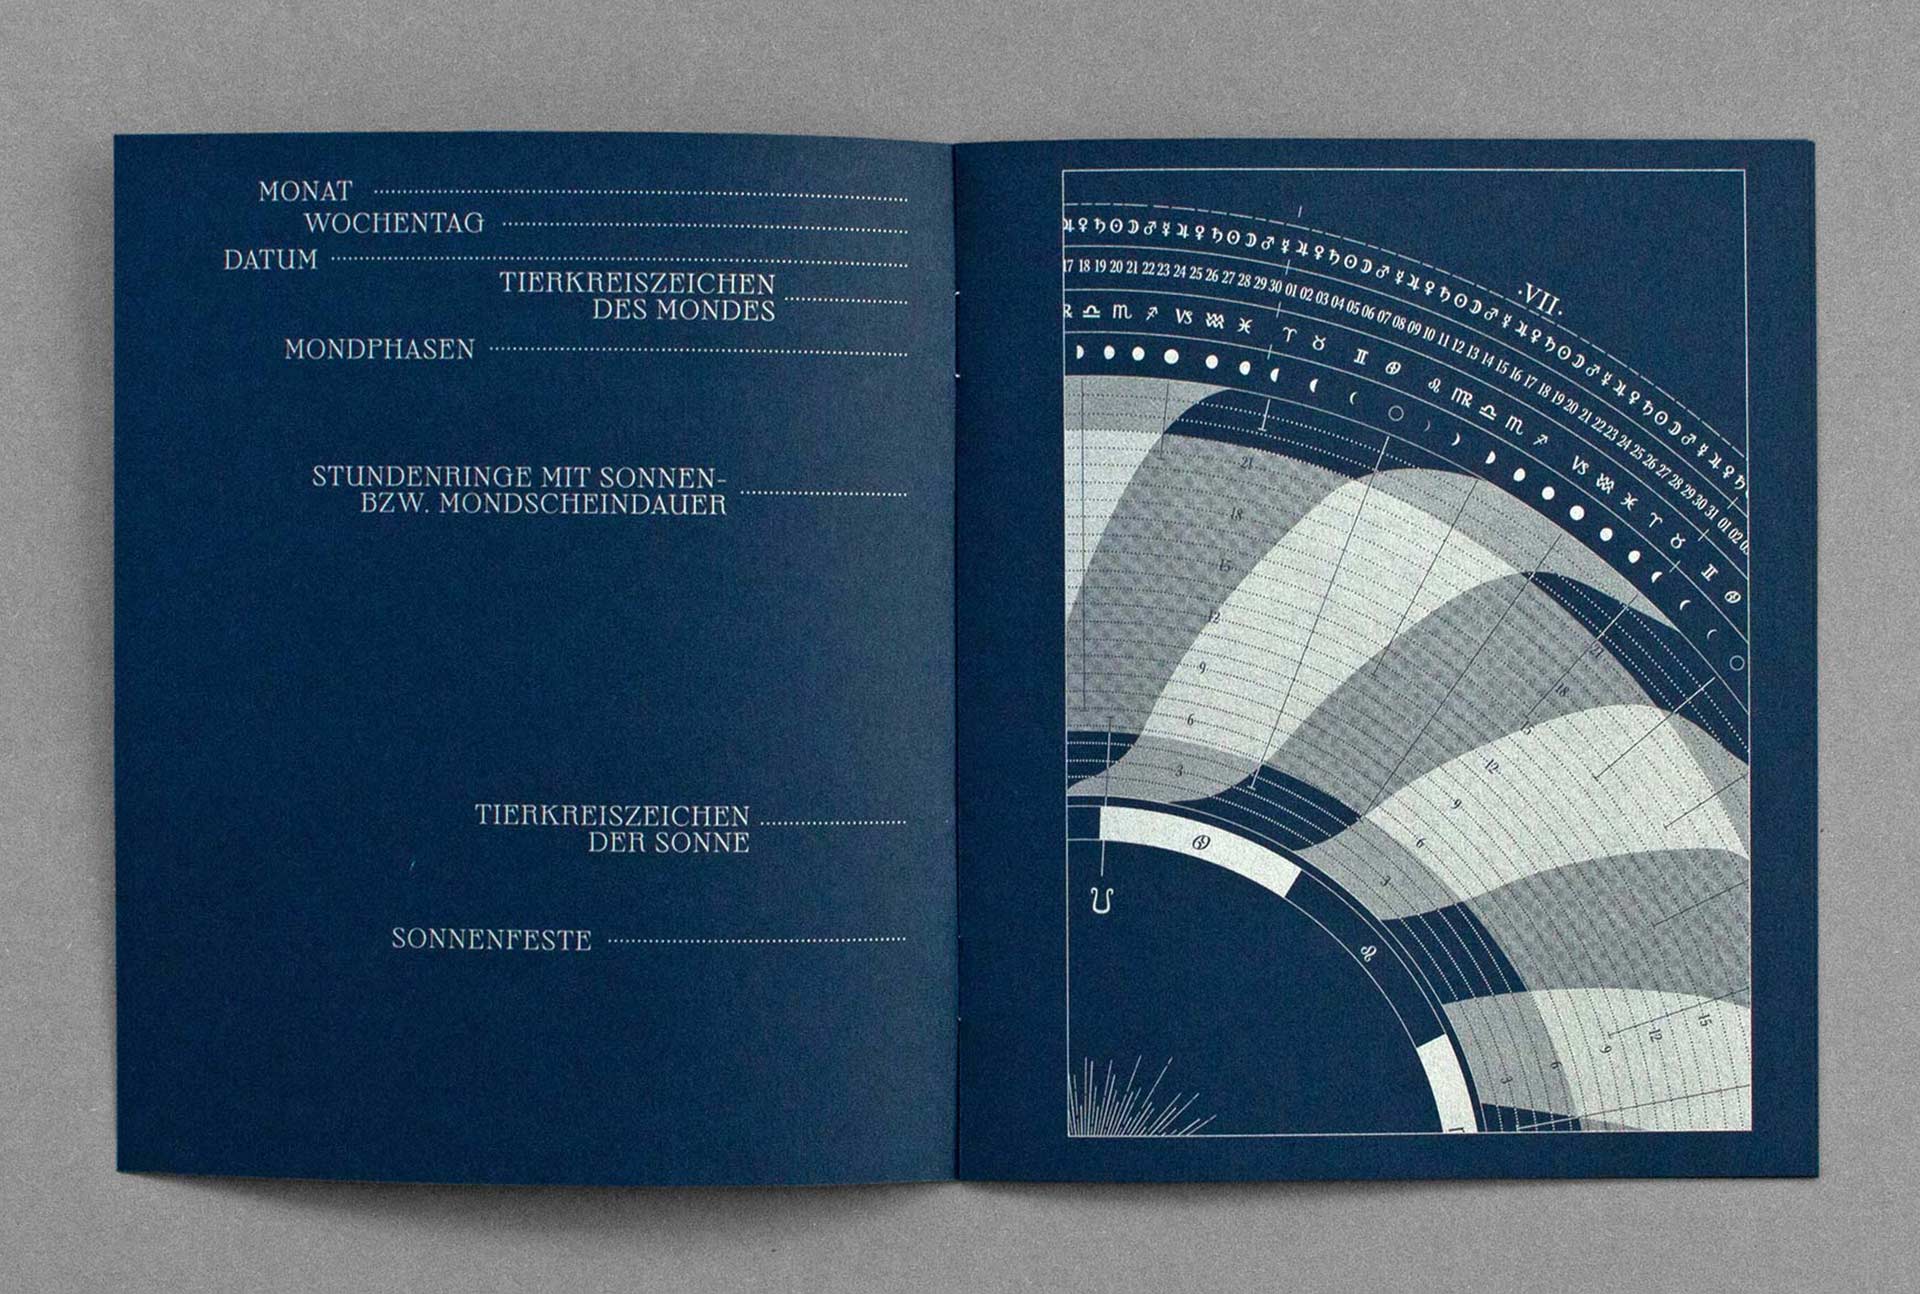 MONAT
WOCHENTAG
DATUM
TIERKREISZEICHEN
DES MONDES
MONDPHASEN
STUNDENRINGE MIT SONNEN-
BZW. MONDSCHEINDAUER
TIERKREISZEICHEN
DER SONNE
SONNENFESTE
.VII.
♃♀♄☉☽♂☿♃♀♄☉☽♂☿♃♀♄☉☽♂☿♃♀♄☉☽♂☿♃♀♄☉☽♂☿♃♀♄☉☽♂☿♃♀♄☉☽♂☿♃♀♄
17 18 19 20 21 22 23 24 25 26 27 28 29 30 01 02 03 04 05 06 07 08 09 10 11 12 13 14 15 16 17 18 19 20 21 22 23 24 25 26 27 28 29 30 31 01 02
♎ ♏ ♐ ♑ ♒ ♓ ♈ ♉ ♊ ♋ ♌ ♍ ♎ ♏ ♐ ♑ ♒ ♓ ♈ ♉ ♊ ♋
21
18
15
12
9
6
3
21
18
15
12
9
6
3
15
12
9
6
3
♋
♌